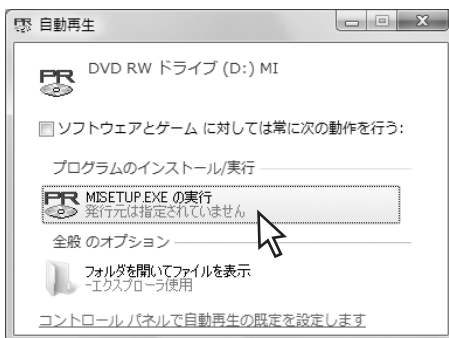 自動再生
DVD RW ドライブ (D:) MI
ソフトウェアとゲーム に対しては常に次の動作を行う:
プログラムのインストール/実行
MISETUP.EXE の実行
発行元は指定されていません
全般 のオプション
フォルダを開いてファイルを表示
-エクスプローラ使用
コントロール パネルで自動再生の既定を設定します